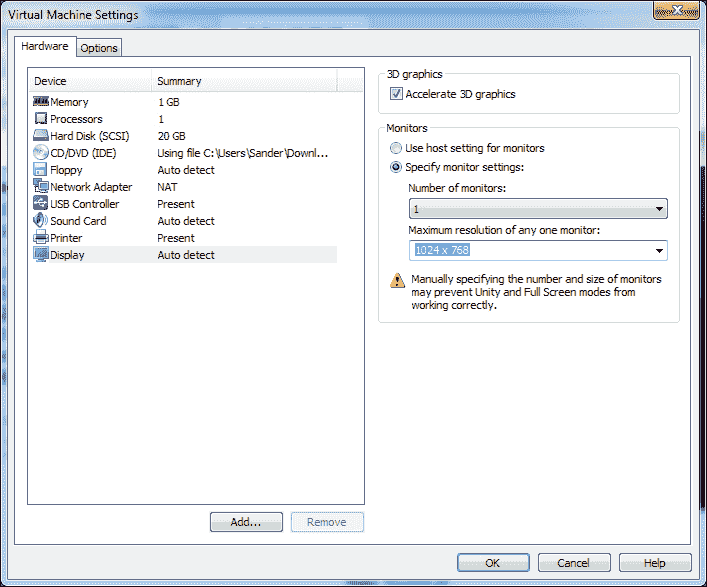 Virtual Machine Settings
Hardware
Options
Device Summary
Memory 1 GB
Processors 1
Hard Disk (SCSI) 20 GB
CD/DVD (IDE) Using file C:\Users\Sander\Downl...
Floppy Auto detect
Network Adapter NAT
USB Controller Present
Sound Card Auto detect
Printer Present
Display Auto detect
Add...
Remove
3D graphics
Accelerate 3D graphics
Monitors
Use host setting for monitors
Specify monitor settings:
Number of monitors:
1
Maximum resolution of any one monitor:
1024 x 768
Manually specifying the number and size of monitors
may prevent Unity and Full Screen modes from
working correctly.
OK
Cancel
Help